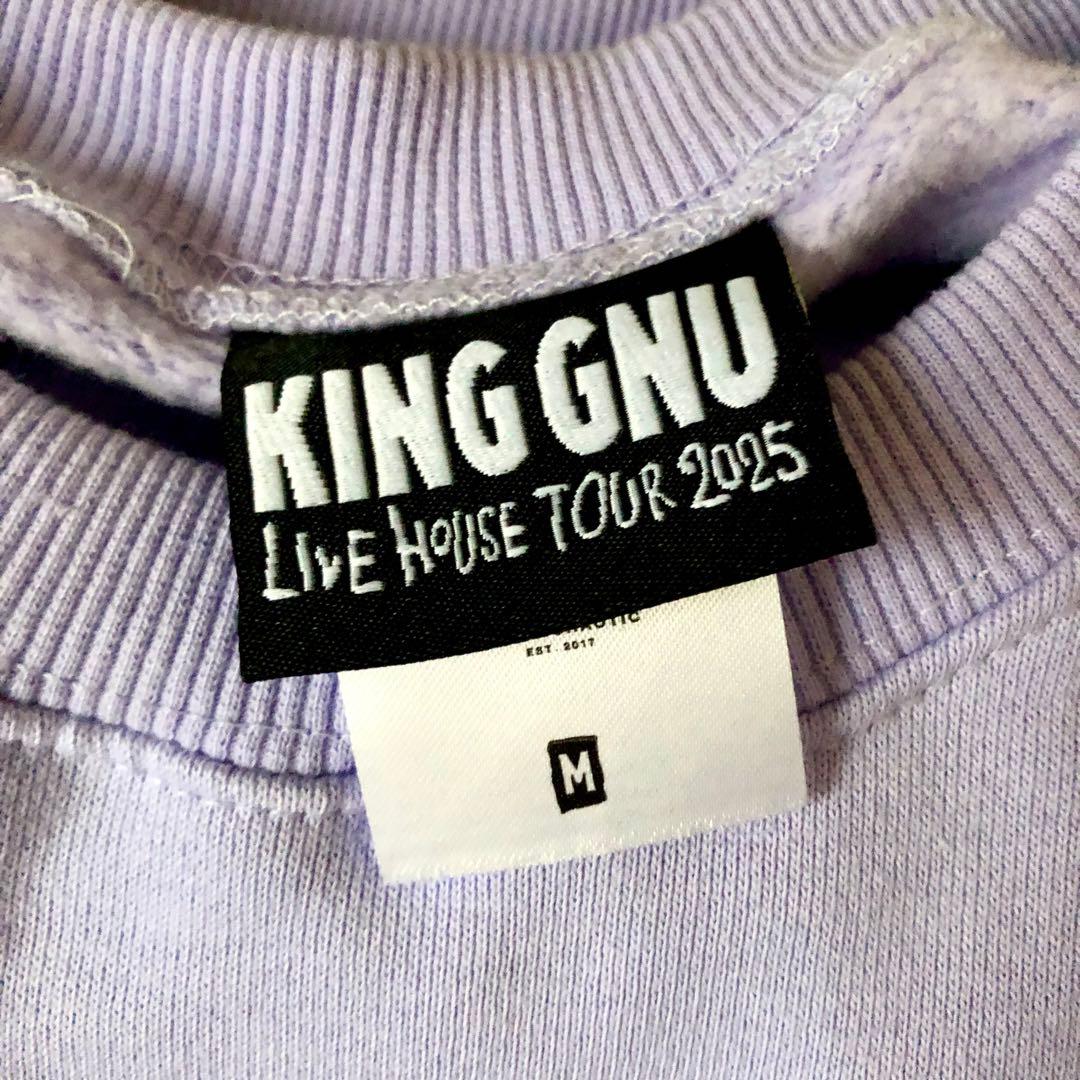 KING GNU
LIVE HOUSE TOUR 2025
EST. 2017
M